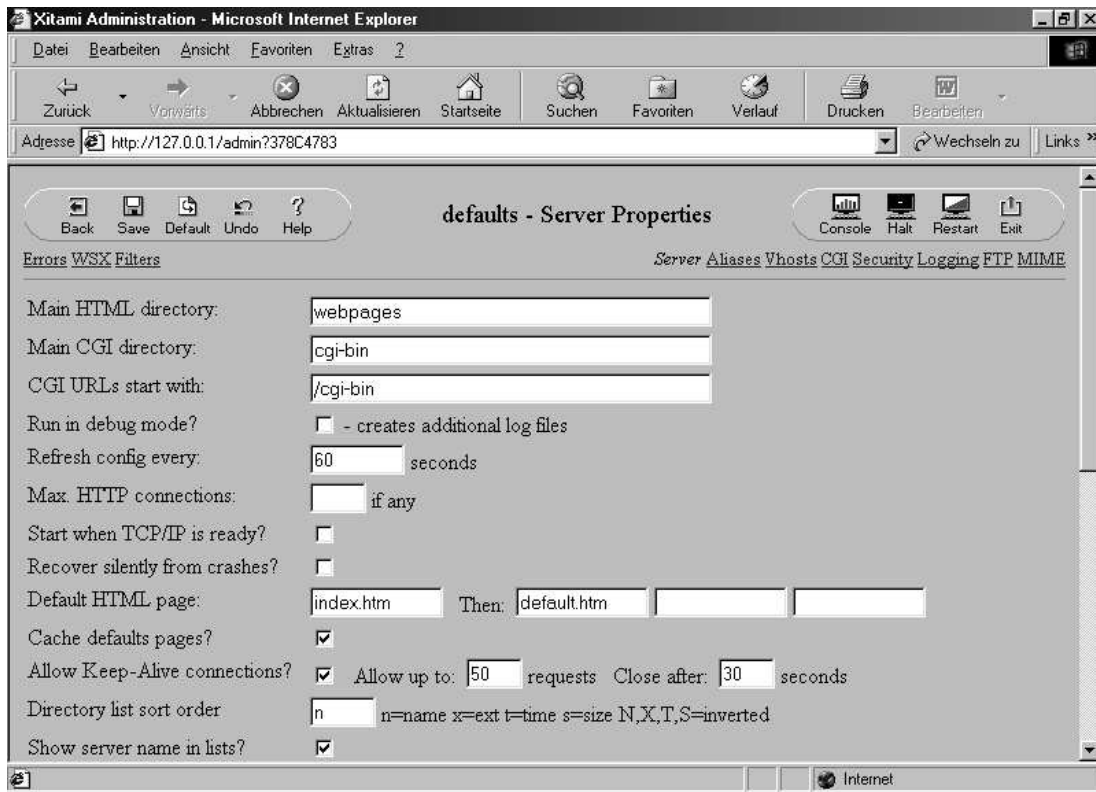 Xitami Administration - Microsoft Internet Explorer
Datei Bearbeiten Ansicht Favoriten Extras ?
Zurück Vorwärts Abbrechen Aktualisieren Startseite Suchen Favoriten Verlauf Drucken Bearbeiten
Adresse http://127.0.0.1/admin?378C4783 Wechseln zu Links »
Back Save Default Undo Help defaults - Server Properties Console Halt Restart Exit
Errors WSX Filters Server Aliases Vhosts CGI Security Logging FTP MIME
Main HTML directory: webpages
Main CGI directory: cgi-bin
CGI URLs start with: /cgi-bin
Run in debug mode? - creates additional log files
Refresh config every: 60 seconds
Max. HTTP connections: if any
Start when TCP/IP is ready?
Recover silently from crashes?
Default HTML page: index.htm Then: default.htm
Cache defaults pages?
Allow Keep-Alive connections? Allow up to: 50 requests Close after: 30 seconds
Directory list sort order n n=name x=ext t=time s=size N,X,T,S=inverted
Show server name in lists?
Internet